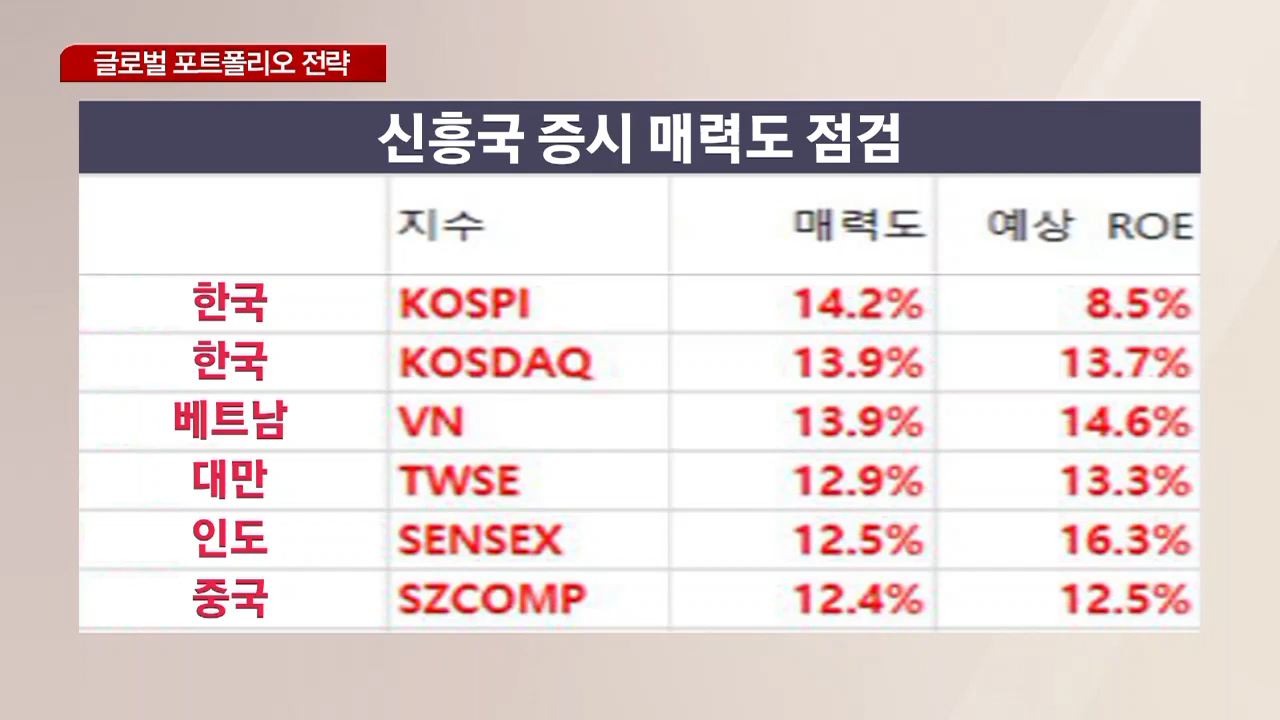 글로벌 포트폴리오 전략
신흥국 증시 매력도 점검
지수 매력도 예상 ROE
한국 KOSPI 14.2% 8.5%
한국 KOSDAQ 13.9% 13.7%
베트남 VN 13.9% 14.6%
대만 TWSE 12.9% 13.3%
인도 SENSEX 12.5% 16.3%
중국 SZCOMP 12.4% 12.5%